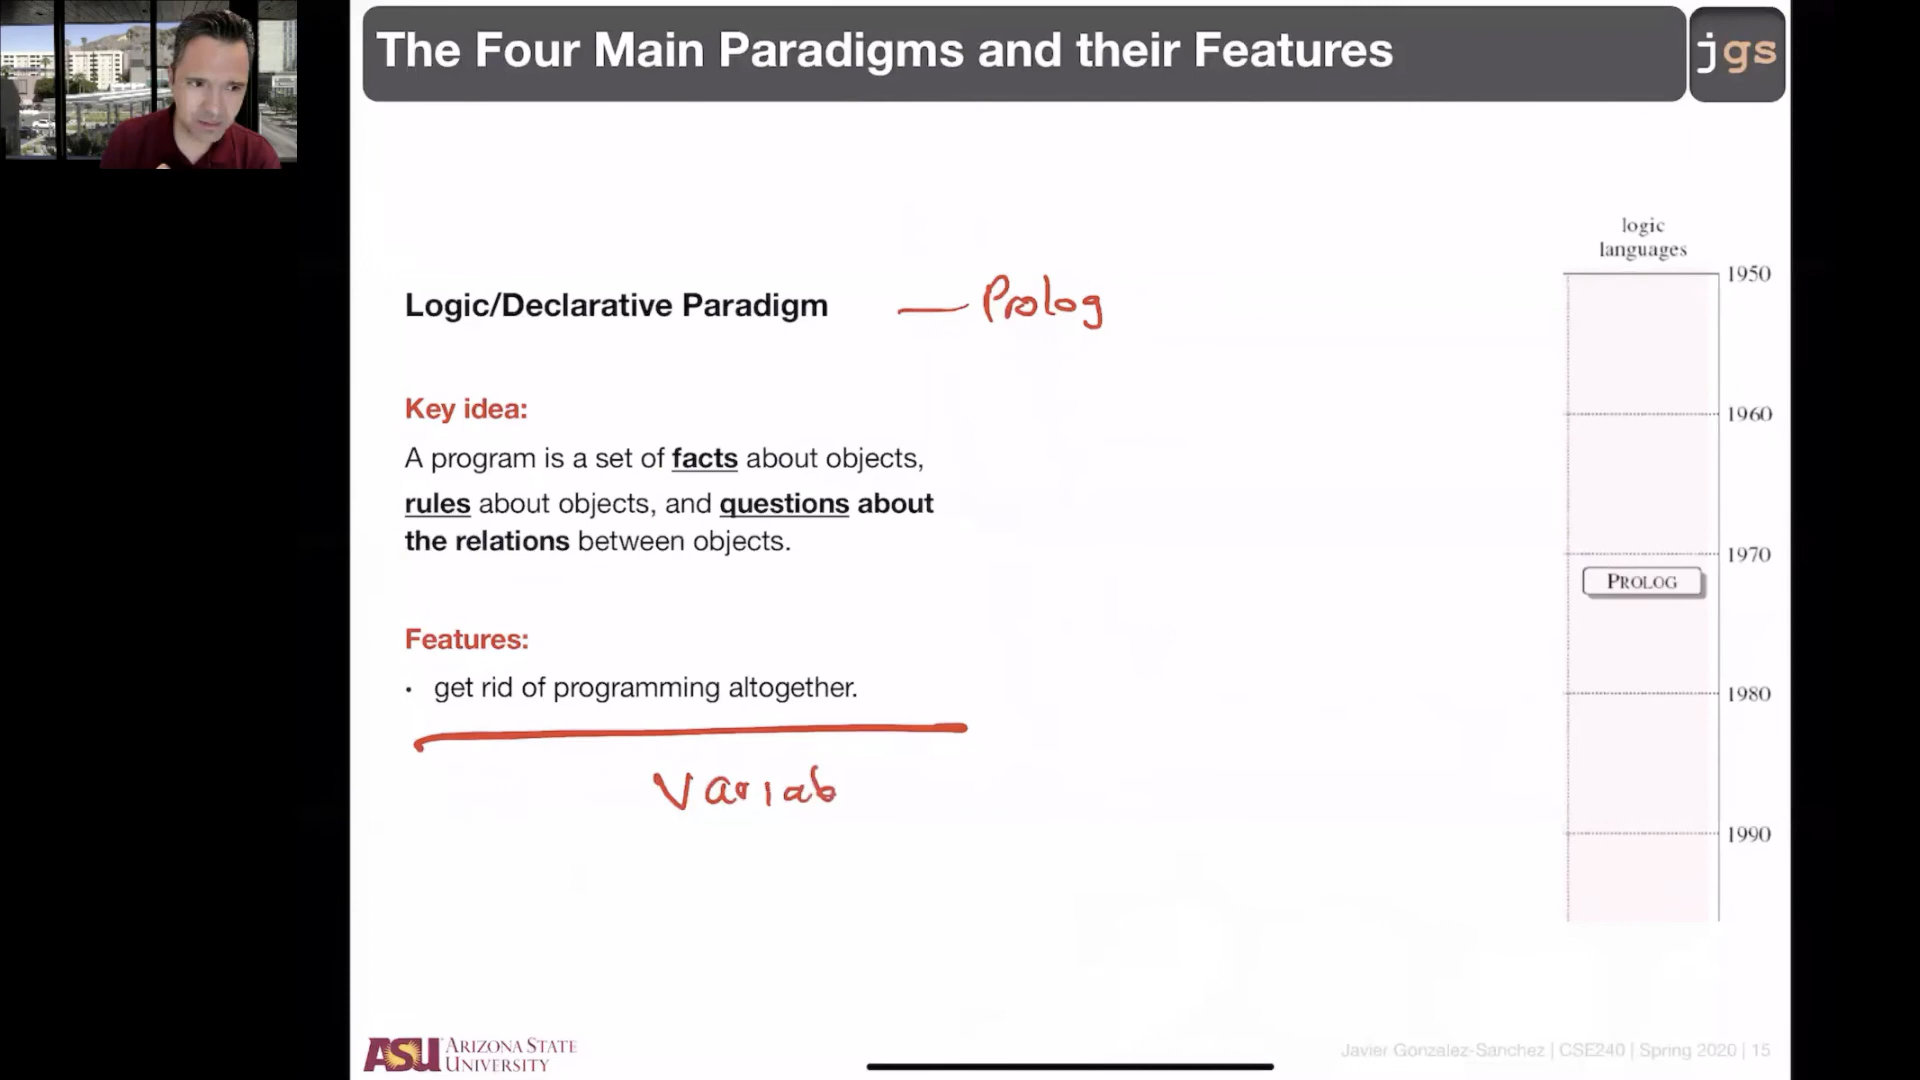 The Four Main Paradigms and their Features
jgs
logic
languages
1950
Logic/Declarative Paradigm
Prolog
Key idea:
1960
A program is a set of facts about objects,
rules about objects, and questions about
the relations between objects.
1970
PROLOG
Features:
• get rid of programming altogether.
1980
Variab
1990
ASU ARIZONA STATE
UNIVERSITY
Javier Gonzalez-Sanchez | CSE240 | Spring 2020 | 15